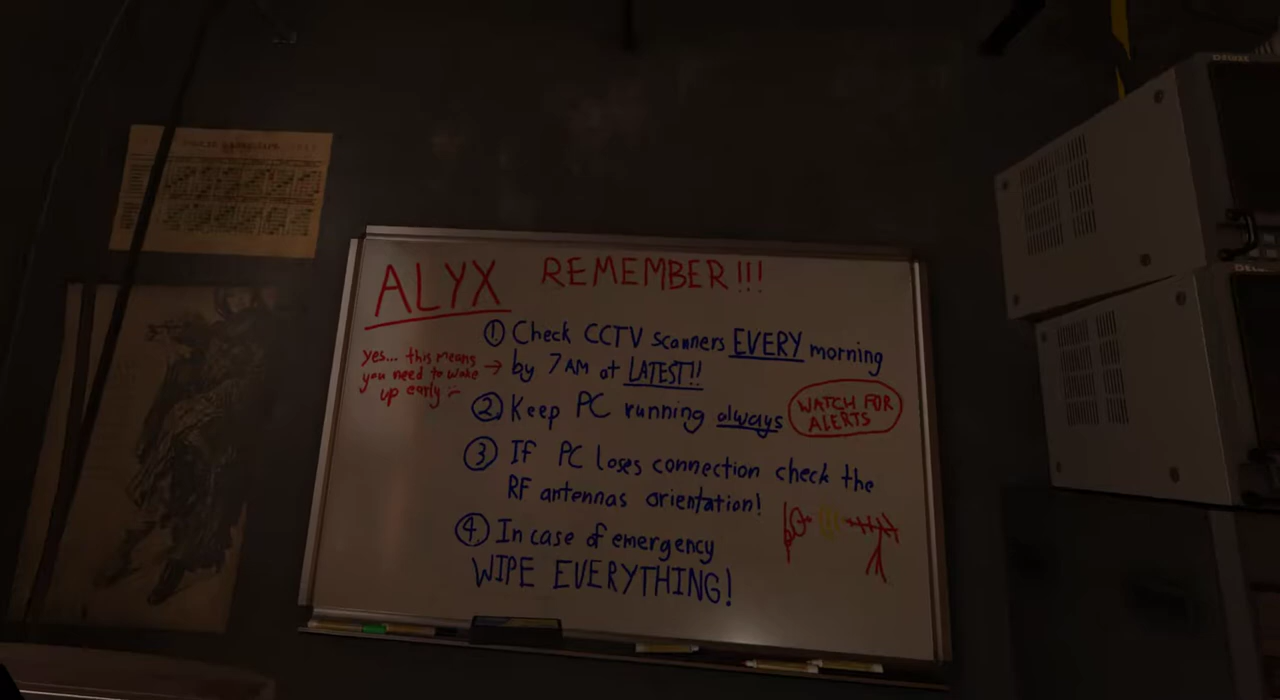 ALYX REMEMBER!!!
1. Check CCTV scanners EVERY morning
by 7AM at LATEST!!
yes... this means
you need to wake →
up early :-
2. Keep PC running always
WATCH FOR
ALERTS
3. If PC loses connection check the
RF antennas orientation!
4. In case of emergency
WIPE EVERYTHING!